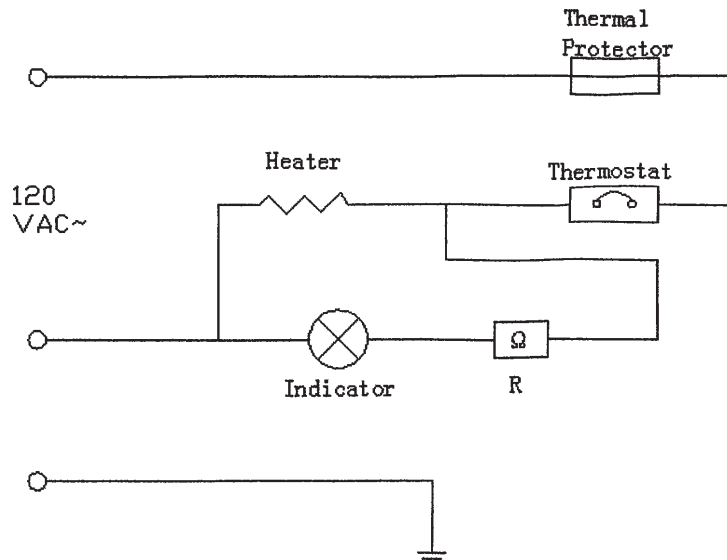 Thermal
Protector
Heater
Thermostat
120
VAC~
Ω
Indicator
R